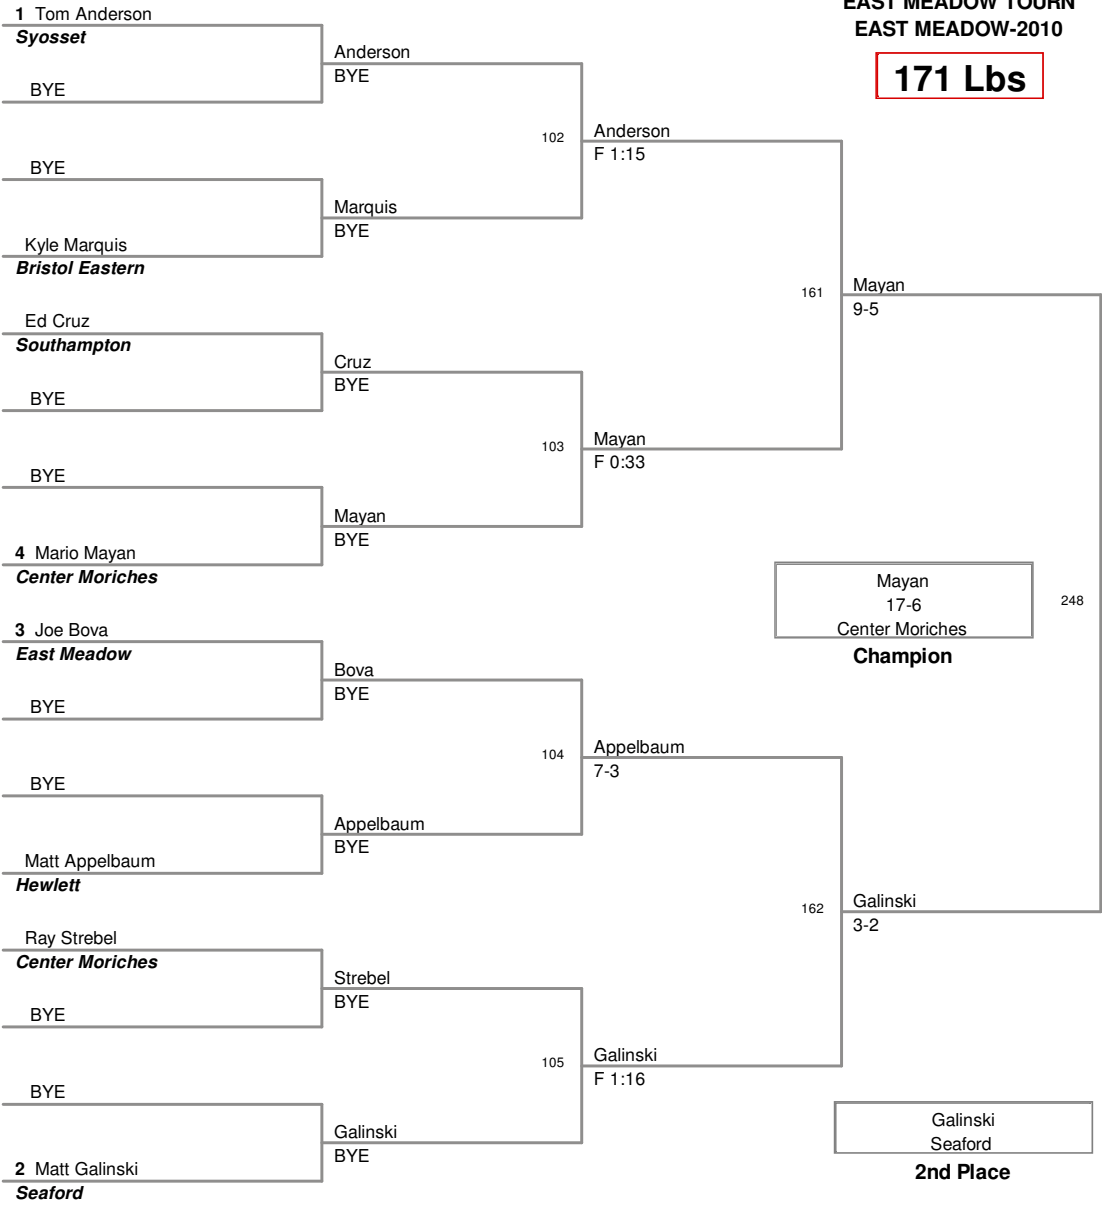 EAST MEADOW TOURN
EAST MEADOW-2010
171 Lbs
1 Tom Anderson
Syosset
BYE
BYE
Kyle Marquis
Bristol Eastern
Ed Cruz
Southampton
BYE
BYE
4 Mario Mayan
Center Moriches
3 Joe Bova
East Meadow
BYE
BYE
Matt Appelbaum
Hewlett
Ray Strebel
Center Moriches
BYE
BYE
2 Matt Galinski
Seaford
Anderson
BYE
Marquis
BYE
Cruz
BYE
Mayan
BYE
Bova
BYE
Appelbaum
BYE
Strebel
BYE
Galinski
BYE
102
Anderson
F 1:15
103
Mayan
F 0:33
104
Appelbaum
7-3
105
Galinski
F 1:16
161
Mayan
9-5
162
Galinski
3-2
248
Mayan
17-6
Center Moriches
Champion
Galinski
Seaford
2nd Place